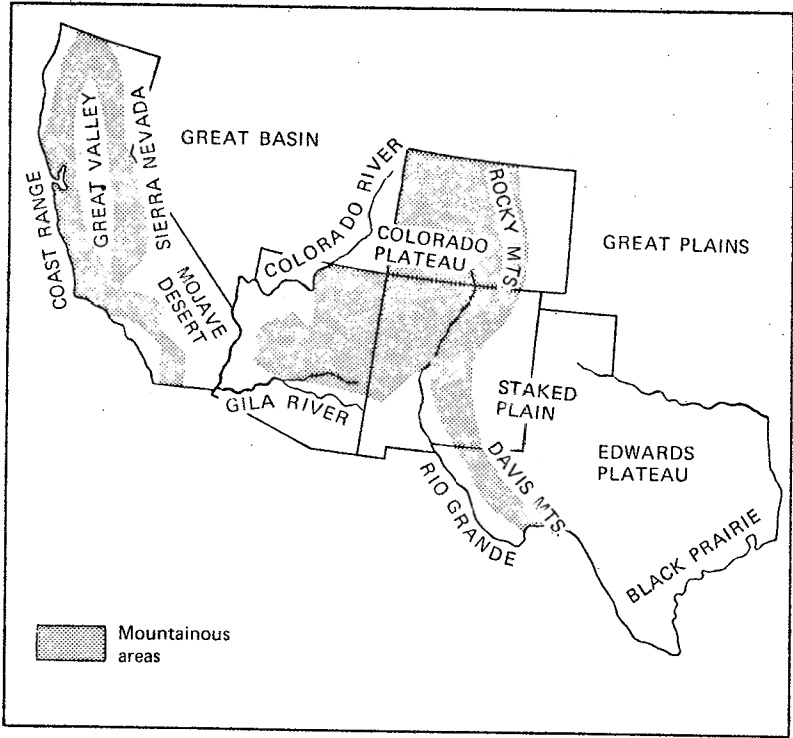 COAST RANGE
GREAT VALLEY
SIERRA NEVADA
GREAT BASIN
MOJAVE
DESERT
COLORADO RIVER
COLORADO
PLATEAU
ROCKY MTS.
GREAT PLAINS
GILA RIVER
STAKED
PLAIN
EDWARDS
PLATEAU
DAVIS MTS.
RIO GRANDE
BLACK PRAIRIE
Mountainous
areas